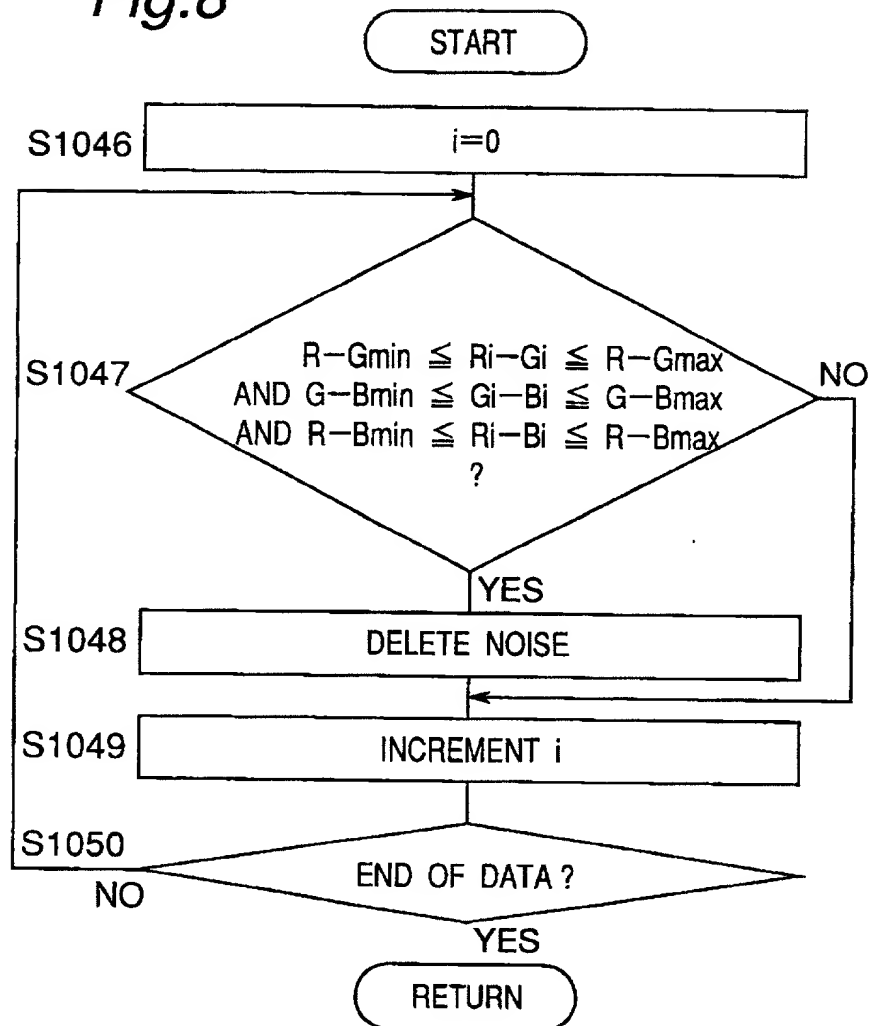 Fig.8
START
S1046
i=0
S1047
R-Gmin ≦ Ri-Gi ≦ R-Gmax
AND G-Bmin ≦ Gi-Bi ≦ G-Bmax
AND R-Bmin ≦ Ri-Bi ≦ R-Bmax
?
NO
YES
S1048
DELETE NOISE
S1049
INCREMENT i
S1050
END OF DATA ?
NO
YES
RETURN